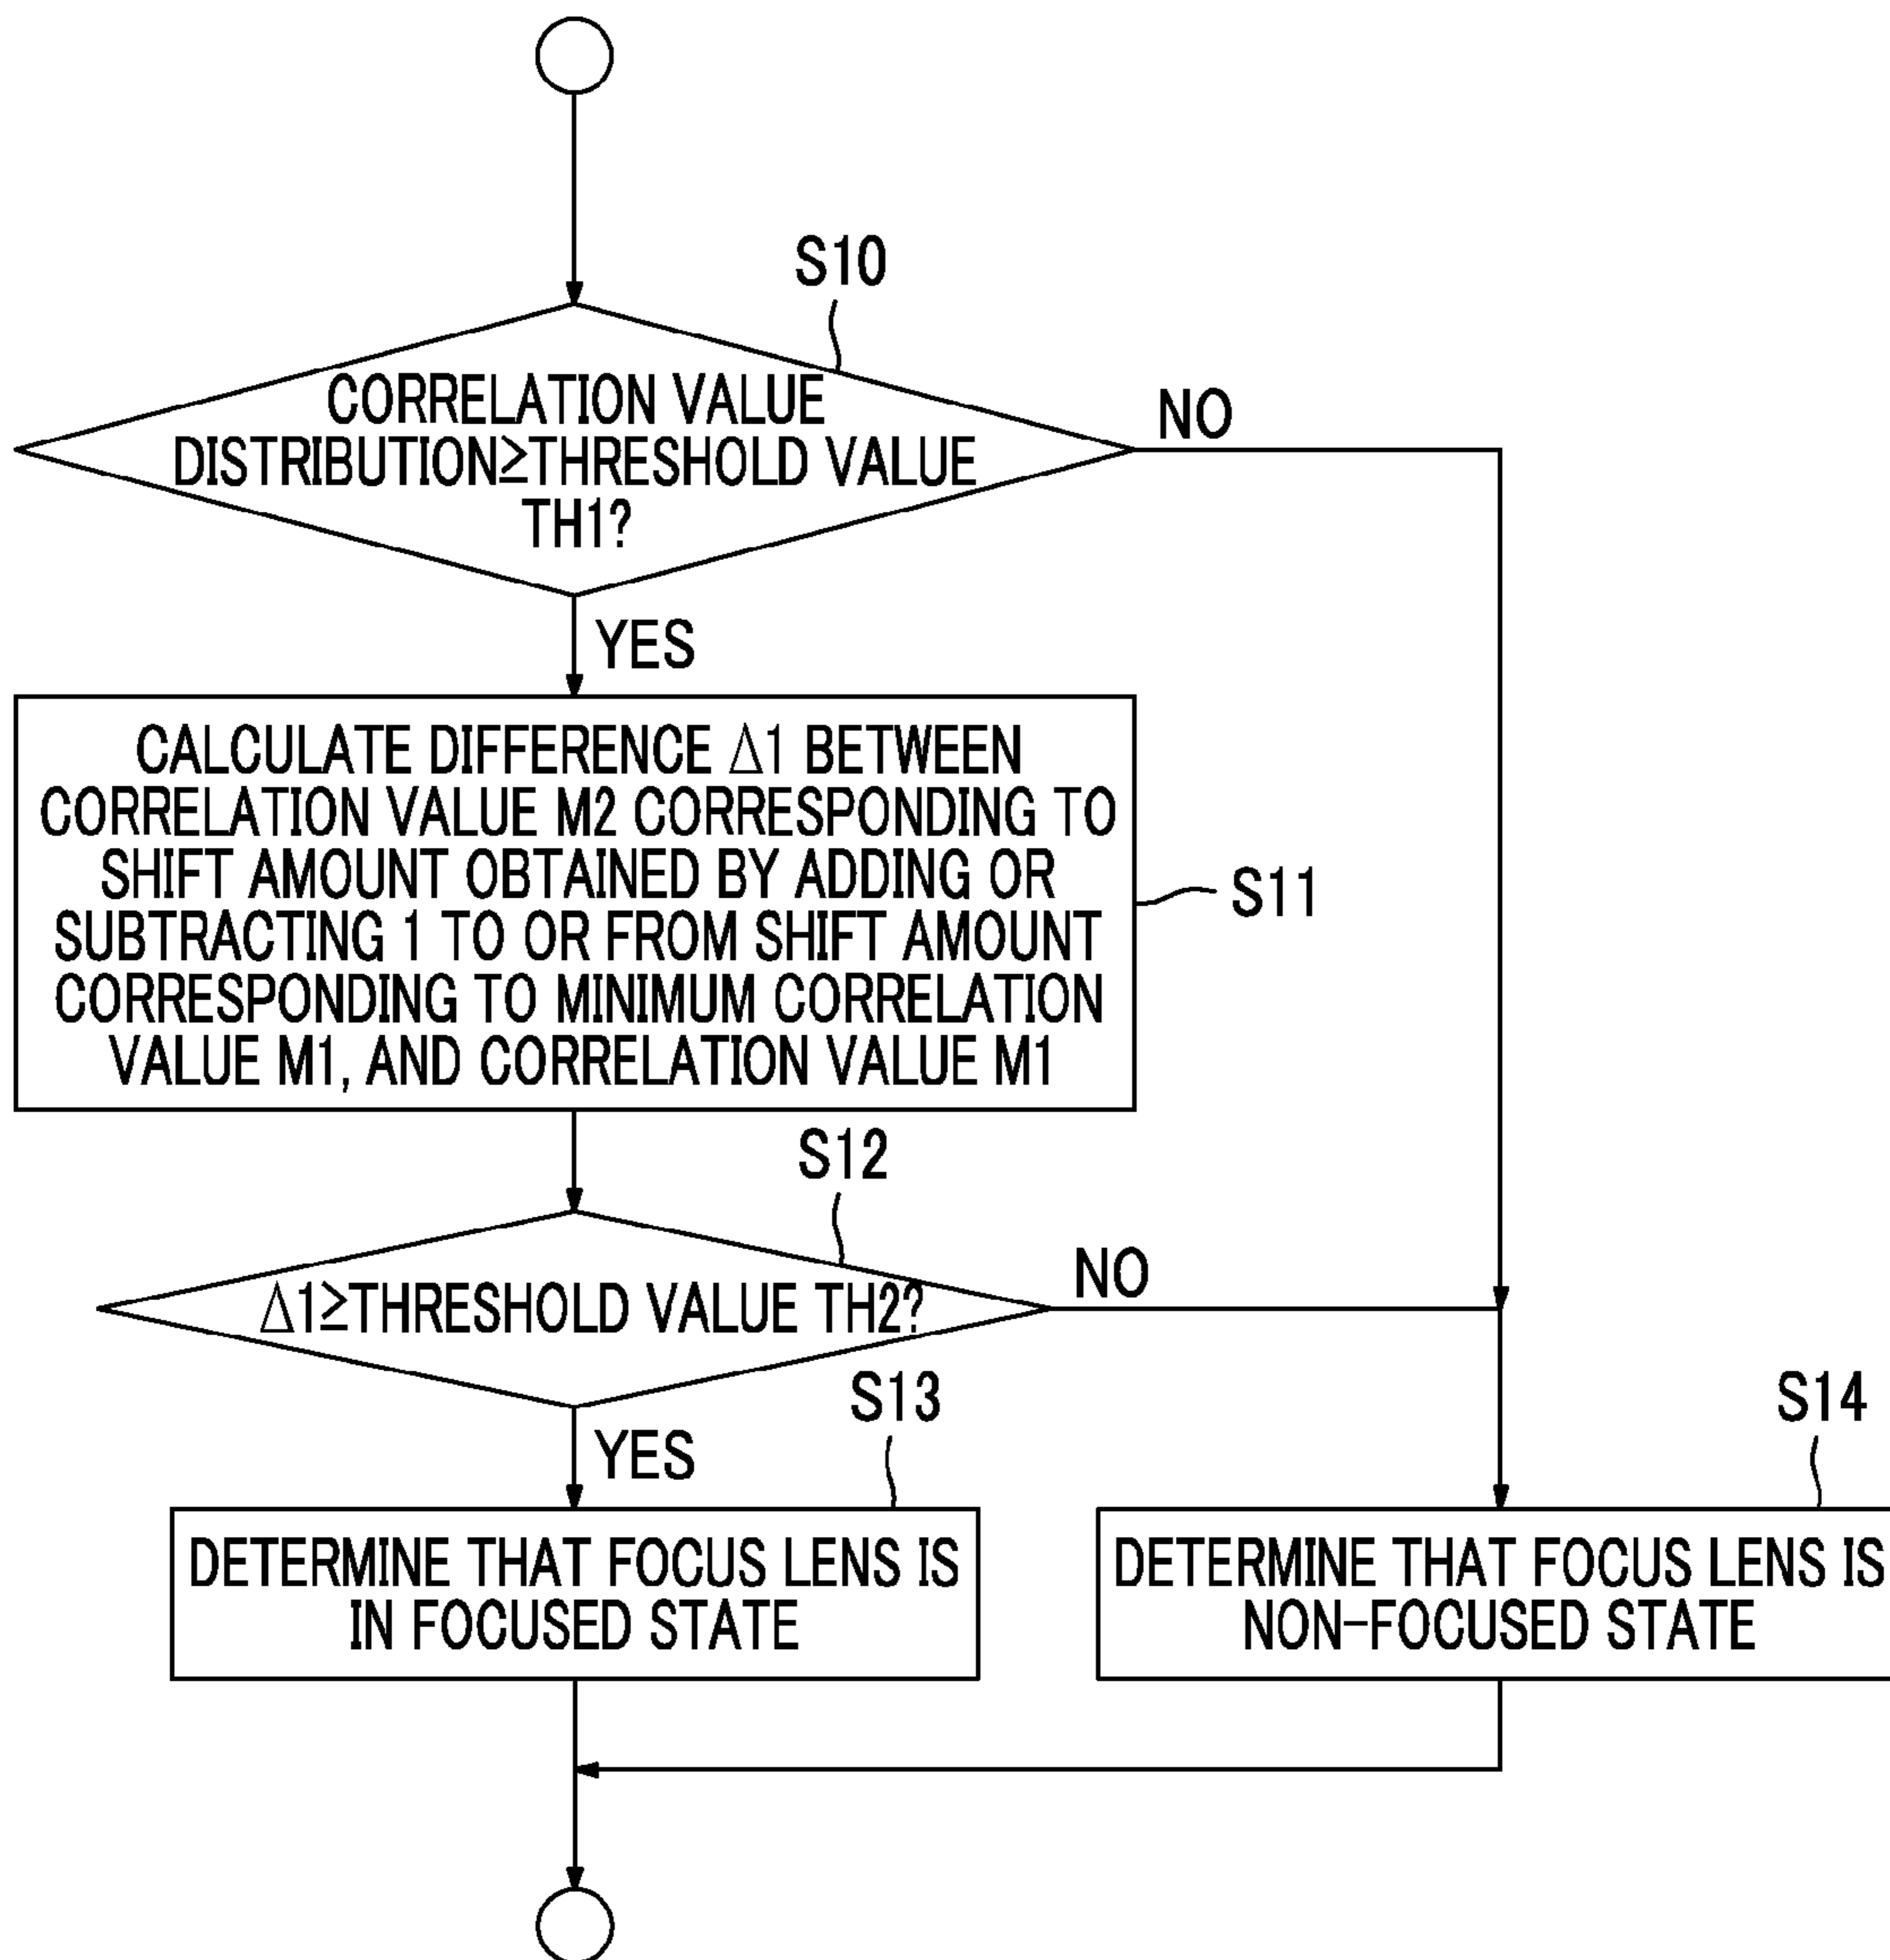 S10
CORRELATION VALUE
DISTRIBUTION≥THRESHOLD VALUE
TH1?
NO
YES
CALCULATE DIFFERENCE Δ1 BETWEEN
CORRELATION VALUE M2 CORRESPONDING TO
SHIFT AMOUNT OBTAINED BY ADDING OR
SUBTRACTING 1 TO OR FROM SHIFT AMOUNT
CORRESPONDING TO MINIMUM CORRELATION
VALUE M1, AND CORRELATION VALUE M1
S11
S12
Δ1≥THRESHOLD VALUE TH2?
NO
YES
S13
DETERMINE THAT FOCUS LENS IS
IN FOCUSED STATE
S14
DETERMINE THAT FOCUS LENS IS
NON-FOCUSED STATE